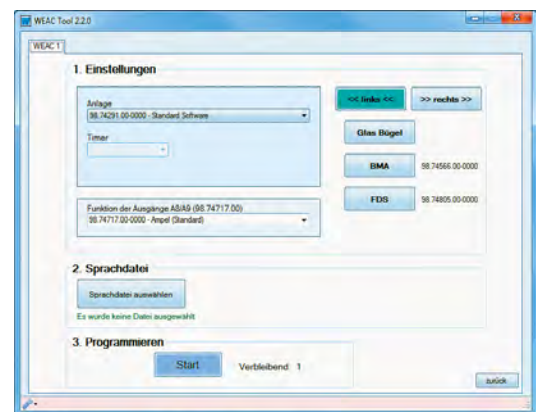 WEAC Tool 2.2.0
WEAC 1
1. Einstellungen
Anlage
98.74291.00-0000 - Standard Software
Timer
<< links <<
>> rechts >>
Glas Bügel
BMA
98.74566.00-0000
FDS
98.74805.00-0000
Funktion der Ausgänge A8/A9 (98.74717.00)
98.74717.00-0000 - Ampel (Standard)
2. Sprachdatei
Sprachdatei auswählen
Es wurde keine Datei ausgewählt
3. Programmieren
Start
Verbleibend: 1
zurück